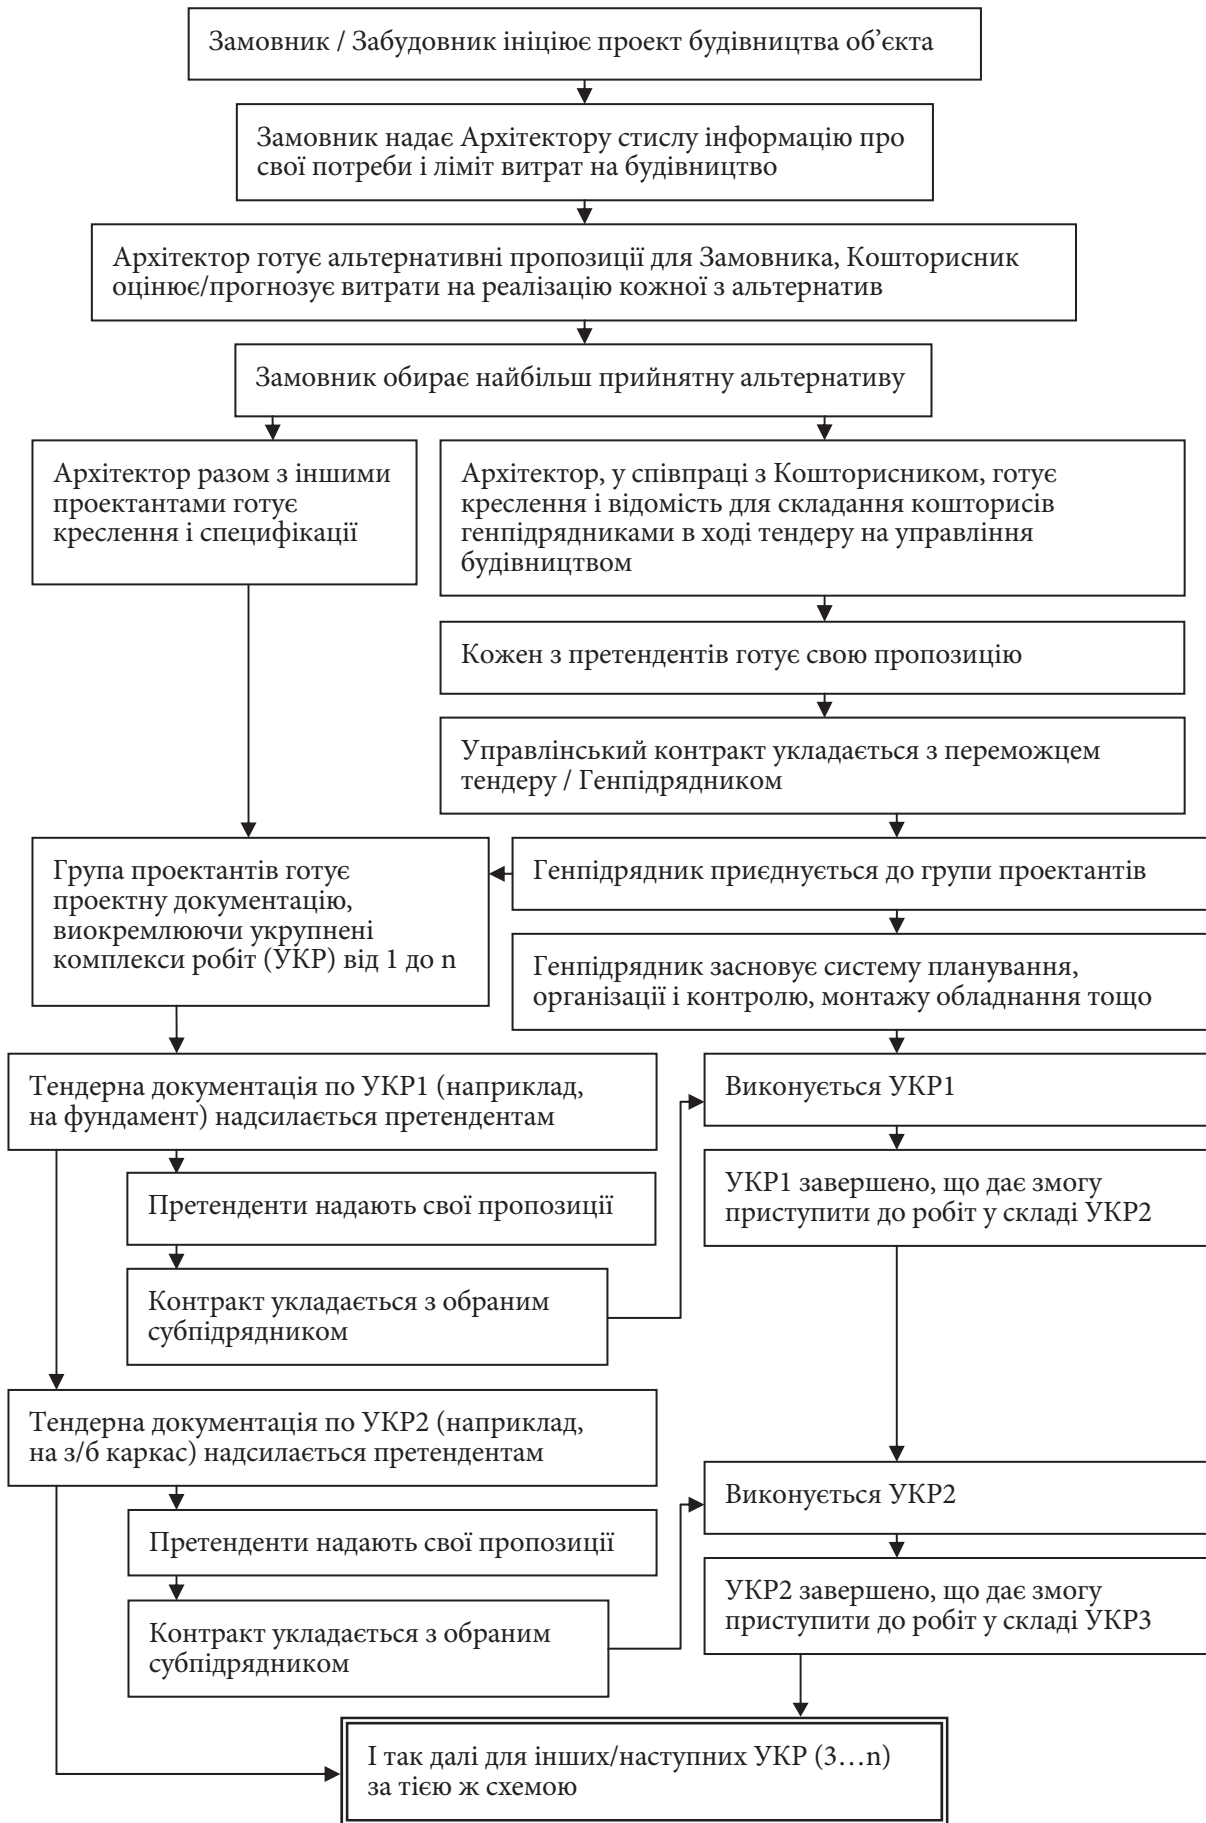 Замовник / Забудовник ініціює проект будівництва об’єкта
Замовник надає Архітектору стислу інформацію про
свої потреби і ліміт витрат на будівництво
Архітектор готує альтернативні пропозиції для Замовника, Кошторисник
оцінює/прогнозує витрати на реалізацію кожної з альтернатив
Замовник обирає найбільш прийнятну альтернативу
Архітектор разом з іншими
проектантами готує
креслення і специфікації
Архітектор, у співпраці з Кошторисником, готує
креслення і відомість для складання кошторисів
генпідрядниками в ході тендеру на управління
будівництвом
Кожен з претендентів готує свою пропозицію
Управлінський контракт укладається з переможцем
тендеру / Генпідрядником
Група проектантів готує
проектну документацію,
виокремлюючи укрупнені
комплекси робіт (УКР) від 1 до n
Генпідрядник приєднується до групи проектантів
Генпідрядник засновує систему планування,
організації і контролю, монтажу обладнання тощо
Тендерна документація по УКР1 (наприклад,
на фундамент) надсилається претендентам
Виконується УКР1
Претенденти надають свої пропозиції
УКР1 завершено, що дає змогу
приступити до робіт у складі УКР2
Контракт укладається з обраним
субпідрядником
Тендерна документація по УКР2 (наприклад,
на з/б каркас) надсилається претендентам
Виконується УКР2
Претенденти надають свої пропозиції
УКР2 завершено, що дає змогу
приступити до робіт у складі УКР3
Контракт укладається з обраним
субпідрядником
І так далі для інших/наступних УКР (3…n)
за тією ж схемою